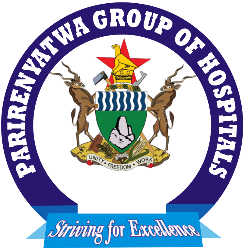 PARIRENYATWA GROUP OF HOSPITALS
UNITY FREEDOM WORK
Striving for Excellence